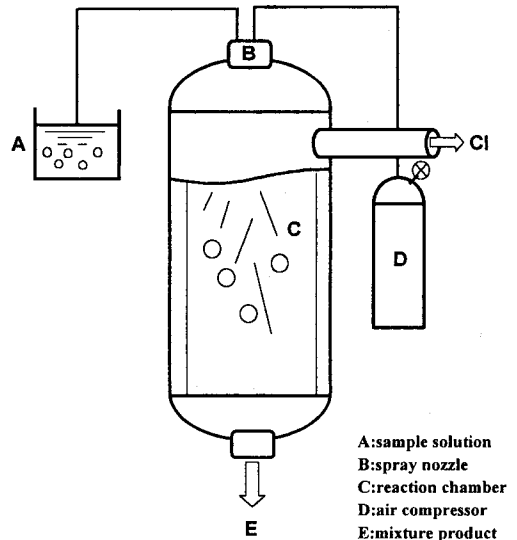 B
A
Cl
C
D
A:sample solution
B:spray nozzle
C:reaction chamber
D:air compressor
E:mixture product
E